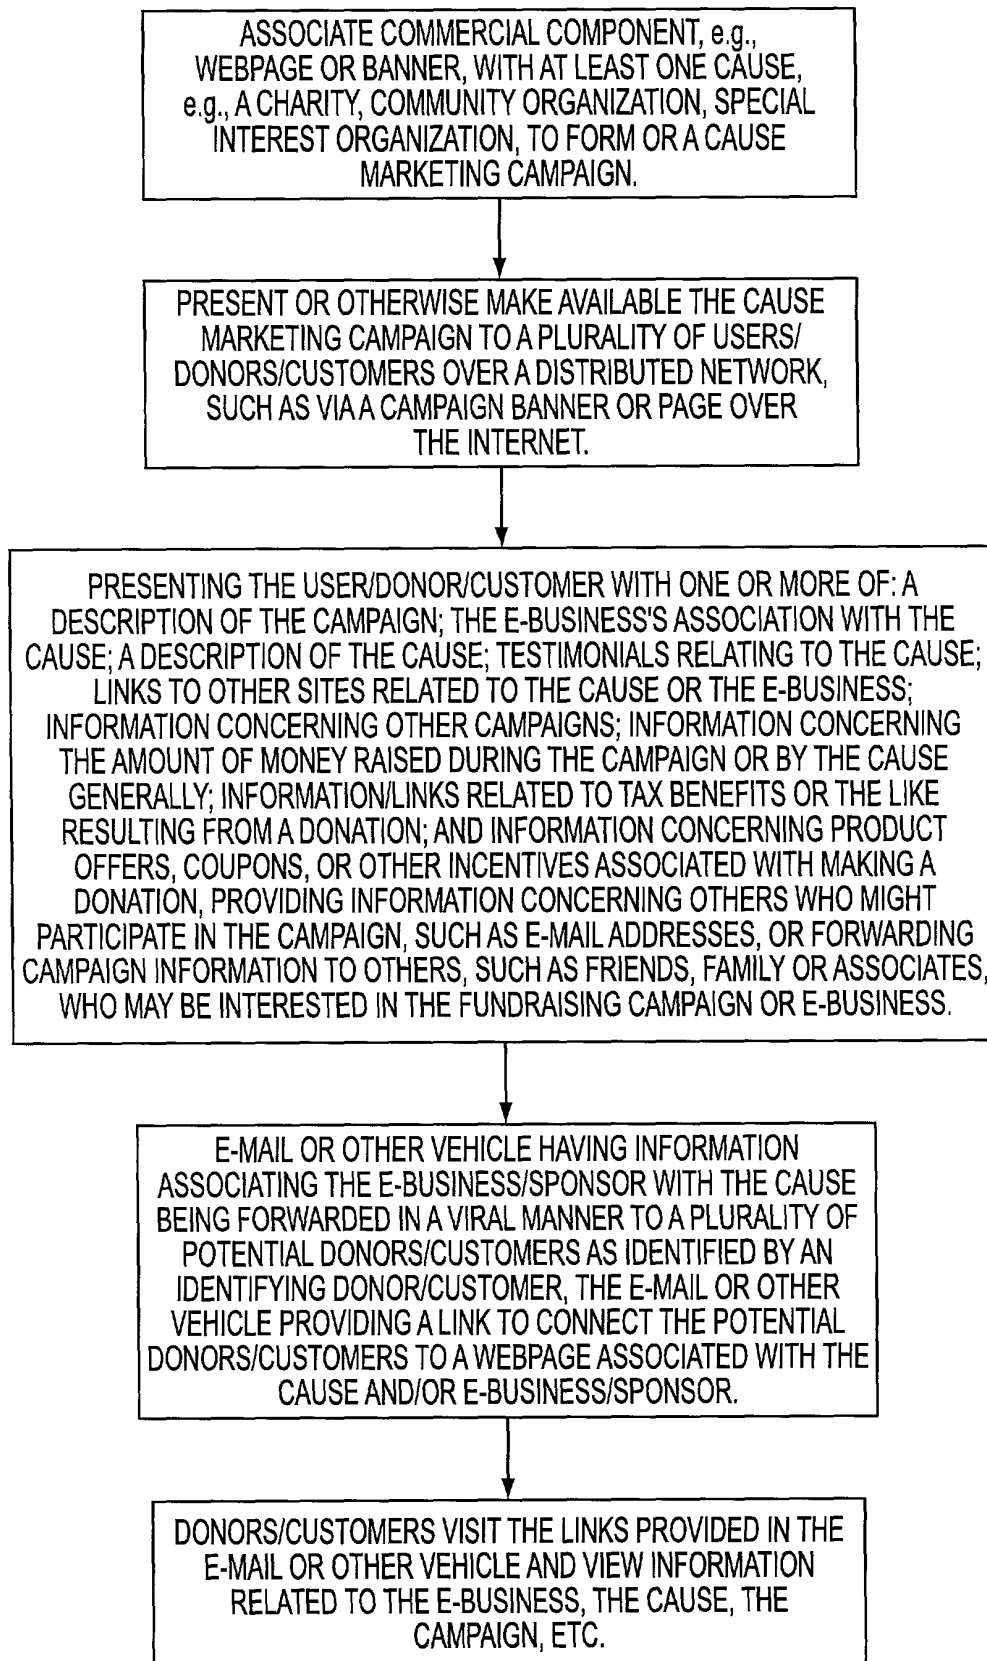 ASSOCIATE COMMERCIAL COMPONENT, e.g.,
WEBPAGE OR BANNER, WITH AT LEAST ONE CAUSE,
e.g., A CHARITY, COMMUNITY ORGANIZATION, SPECIAL
INTEREST ORGANIZATION, TO FORM OR A CAUSE
MARKETING CAMPAIGN.
PRESENT OR OTHERWISE MAKE AVAILABLE THE CAUSE
MARKETING CAMPAIGN TO A PLURALITY OF USERS/
DONORS/CUSTOMERS OVER A DISTRIBUTED NETWORK,
SUCH AS VIA A CAMPAIGN BANNER OR PAGE OVER
THE INTERNET.
PRESENTING THE USER/DONOR/CUSTOMER WITH ONE OR MORE OF: A
DESCRIPTION OF THE CAMPAIGN; THE E-BUSINESS'S ASSOCIATION WITH THE
CAUSE; A DESCRIPTION OF THE CAUSE; TESTIMONIALS RELATING TO THE CAUSE;
LINKS TO OTHER SITES RELATED TO THE CAUSE OR THE E-BUSINESS;
INFORMATION CONCERNING OTHER CAMPAIGNS; INFORMATION CONCERNING
THE AMOUNT OF MONEY RAISED DURING THE CAMPAIGN OR BY THE CAUSE
GENERALLY; INFORMATION/LINKS RELATED TO TAX BENEFITS OR THE LIKE
RESULTING FROM A DONATION; AND INFORMATION CONCERNING PRODUCT
OFFERS, COUPONS, OR OTHER INCENTIVES ASSOCIATED WITH MAKING A
DONATION, PROVIDING INFORMATION CONCERNING OTHERS WHO MIGHT
PARTICIPATE IN THE CAMPAIGN, SUCH AS E-MAIL ADDRESSES, OR FORWARDING
CAMPAIGN INFORMATION TO OTHERS, SUCH AS FRIENDS, FAMILY OR ASSOCIATES,
WHO MAY BE INTERESTED IN THE FUNDRAISING CAMPAIGN OR E-BUSINESS.
E-MAIL OR OTHER VEHICLE HAVING INFORMATION
ASSOCIATING THE E-BUSINESS/SPONSOR WITH THE CAUSE
BEING FORWARDED IN A VIRAL MANNER TO A PLURALITY OF
POTENTIAL DONORS/CUSTOMERS AS IDENTIFIED BY AN
IDENTIFYING DONOR/CUSTOMER, THE E-MAIL OR OTHER
VEHICLE PROVIDING A LINK TO CONNECT THE POTENTIAL
DONORS/CUSTOMERS TO A WEBPAGE ASSOCIATED WITH THE
CAUSE AND/OR E-BUSINESS/SPONSOR.
DONORS/CUSTOMERS VISIT THE LINKS PROVIDED IN THE
E-MAIL OR OTHER VEHICLE AND VIEW INFORMATION
RELATED TO THE E-BUSINESS, THE CAUSE, THE
CAMPAIGN, ETC.